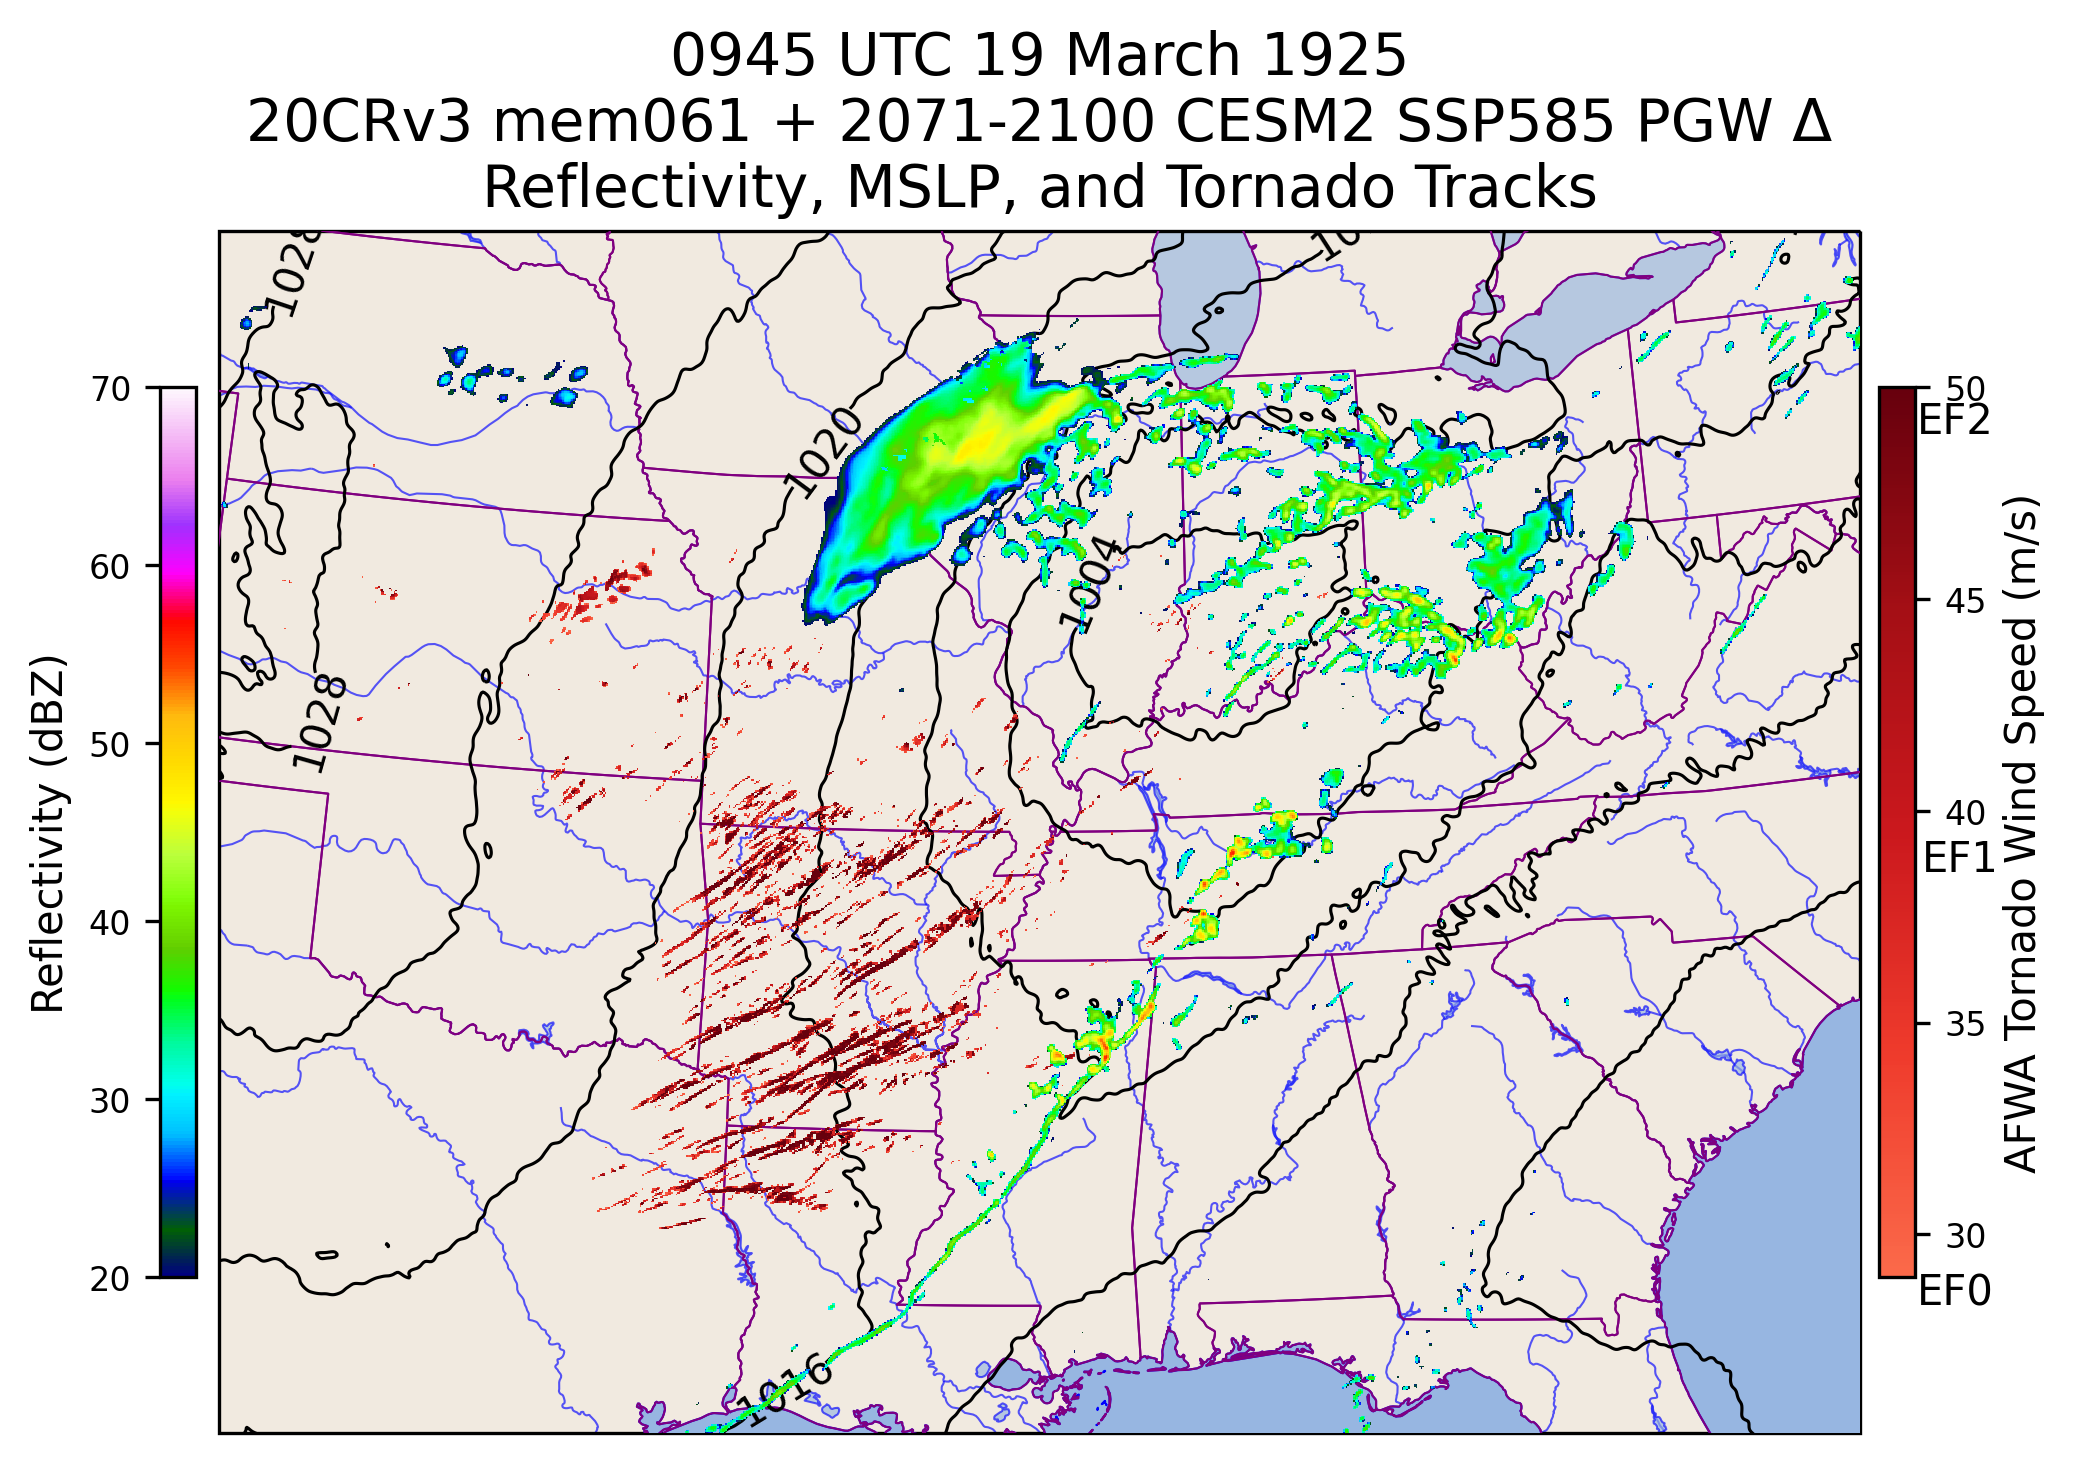 0945 UTC 19 March 1925
20CRv3 mem061 + 2071-2100 CESM2 SSP585 PGW Δ
Reflectivity, MSLP, and Tornado Tracks
1028
1020
1004
1028
1016
70
60
50
40
30
20
Reflectivity (dBZ)
50
EF2
45
40
EF1
35
30
EF0
AFWA Tornado Wind Speed (m/s)